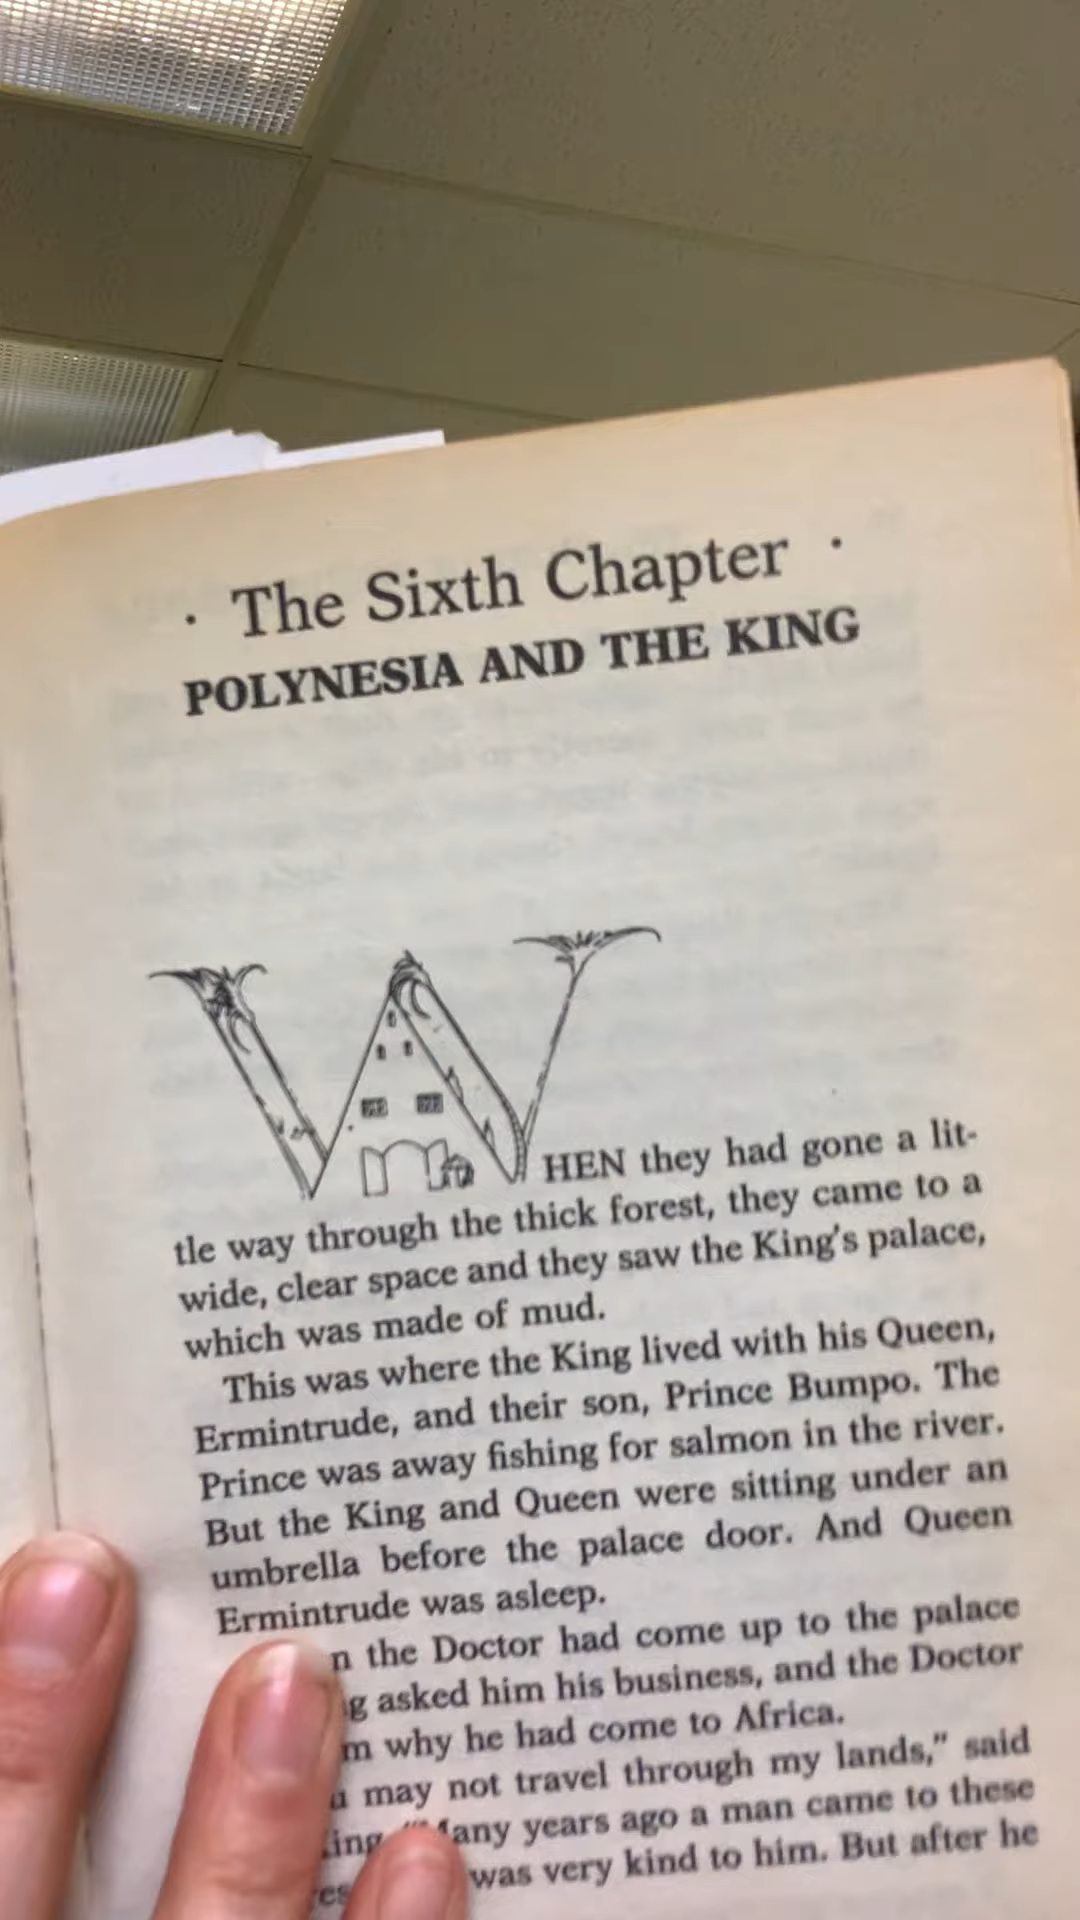 · The Sixth Chapter ·
POLYNESIA AND THE KING
WHEN they had gone a lit-
tle way through the thick forest, they came to a
wide, clear space and they saw the King's palace,
which was made of mud.
This was where the King lived with his Queen,
Ermintrude, and their son, Prince Bumpo. The
Prince was away fishing for salmon in the river.
But the King and Queen were sitting under an
umbrella before the palace door. And Queen
Ermintrude was asleep.
the Doctor had come up to the palace
asked him his business, and the Doctor
why he had come to Africa.
may not travel through my lands,” said
years ago a man came to these
was very kind to him. But after he